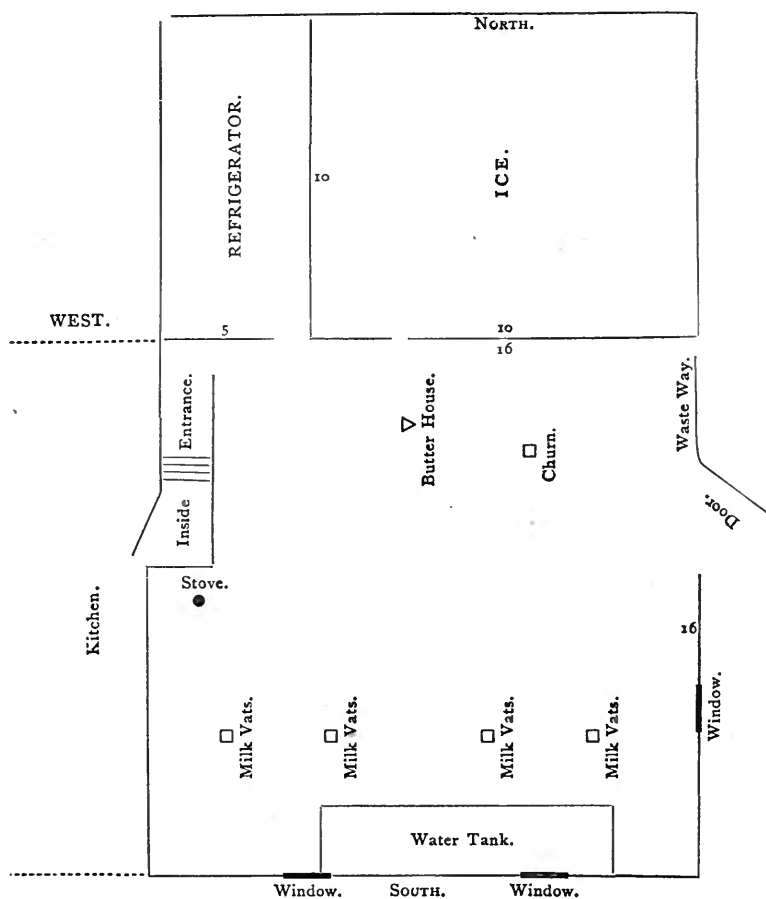 NORTH.
REFRIGERATOR.
10
ICE.
WEST.
5
10
16
Entrance.
Inside
Butter House.
Churn.
Waste Way.
Door.
Kitchen.
Stove.
16
Window.
Milk Vats.
Milk Vats.
Milk Vats.
Milk Vats.
Water Tank.
Window.
SOUTH.
Window.